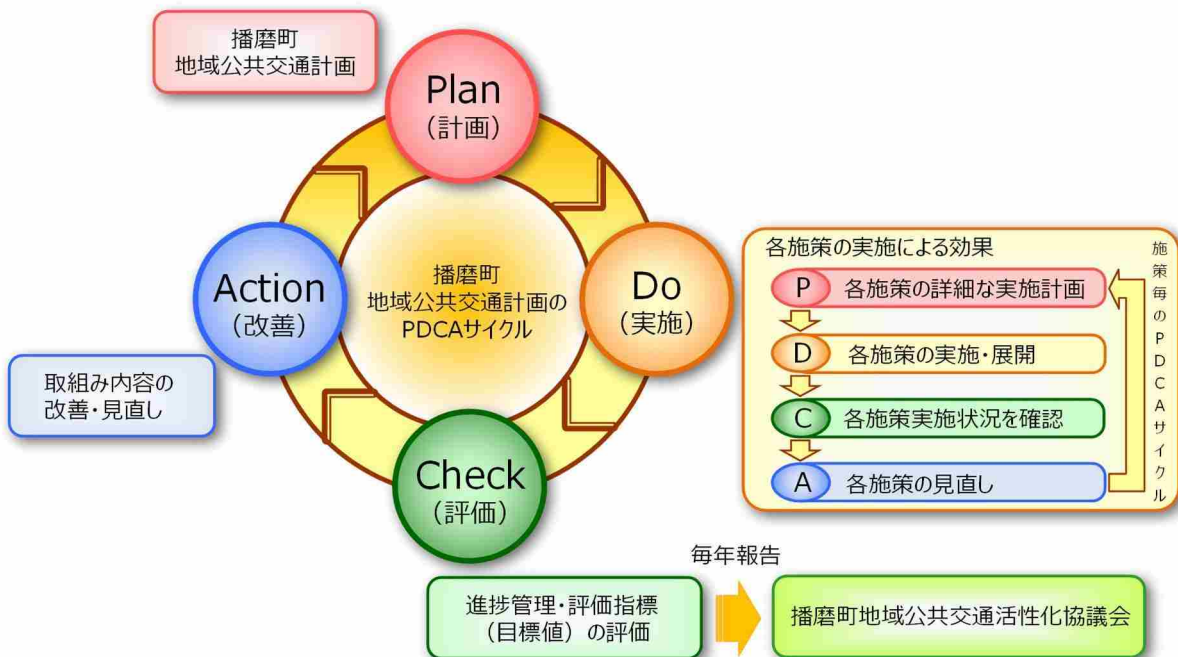 播磨町
地域公共交通計画
Plan
(計画)
Action
(改善)
播磨町
地域公共交通計画の
PDCAサイクル
Do
(実施)
取組み内容の
改善・見直し
Check
(評価)
各施策の実施による効果
P 各施策の詳細な実施計画
D 各施策の実施・展開
C 各施策実施状況を確認
A 各施策の見直し
施策毎のPDCAサイクル
進捗管理・評価指標
(目標値)の評価
毎年報告
播磨町地域公共交通活性化協議会